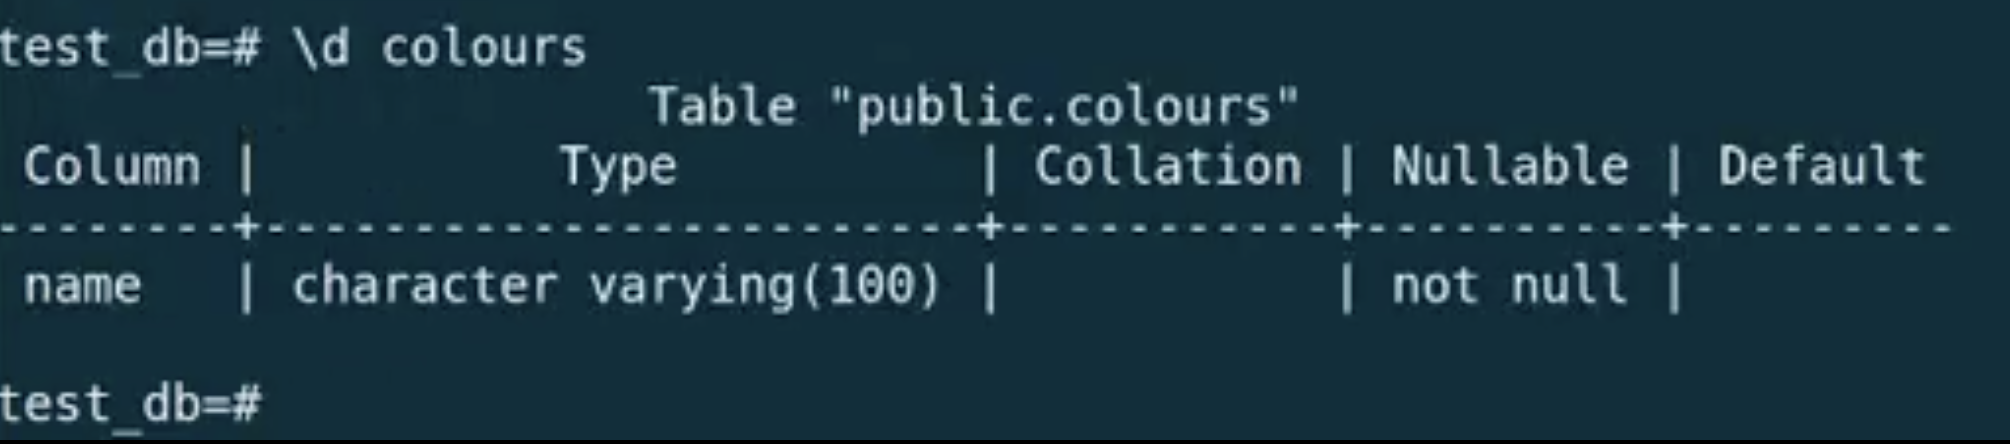 test_db=# \d colours
                      Table "public.colours"
 Column |          Type          | Collation | Nullable | Default
--------+------------------------+-----------+----------+---------
 name   | character varying(100) |           | not null |
test_db=#